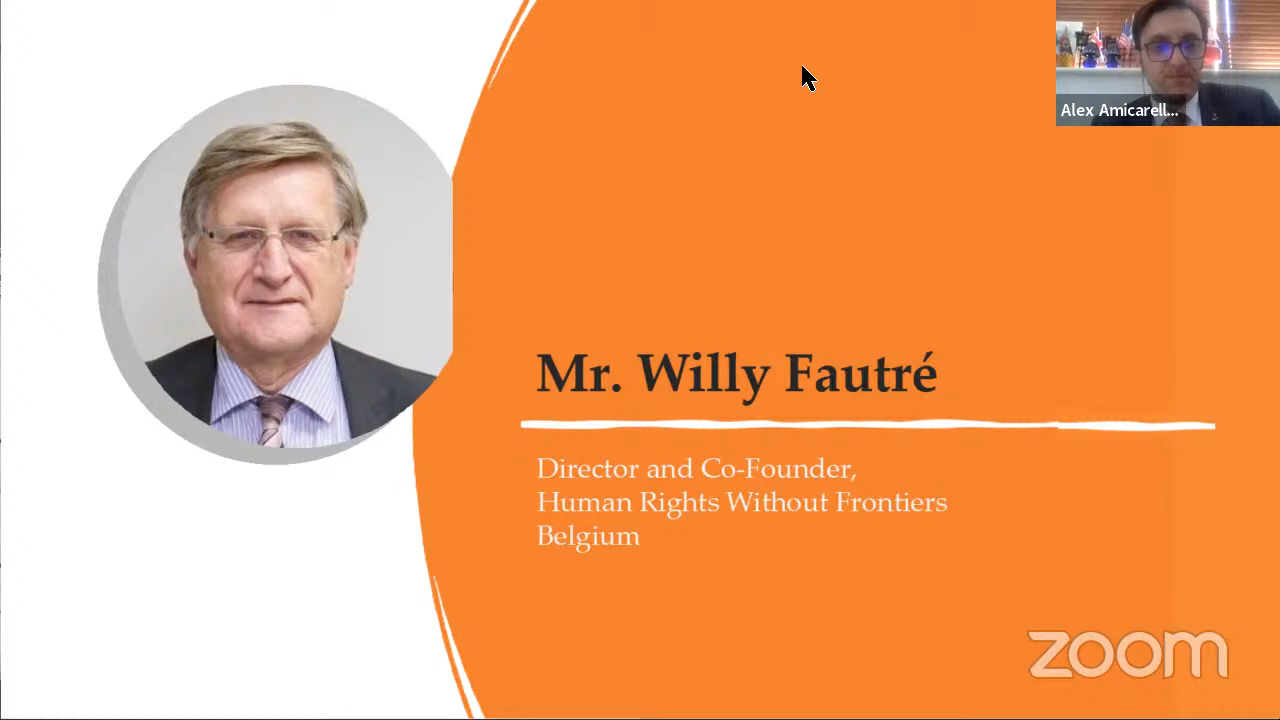 Alex Amicarell...
Mr. Willy Fautré
Director and Co-Founder,
Human Rights Without Frontiers
Belgium
zoom